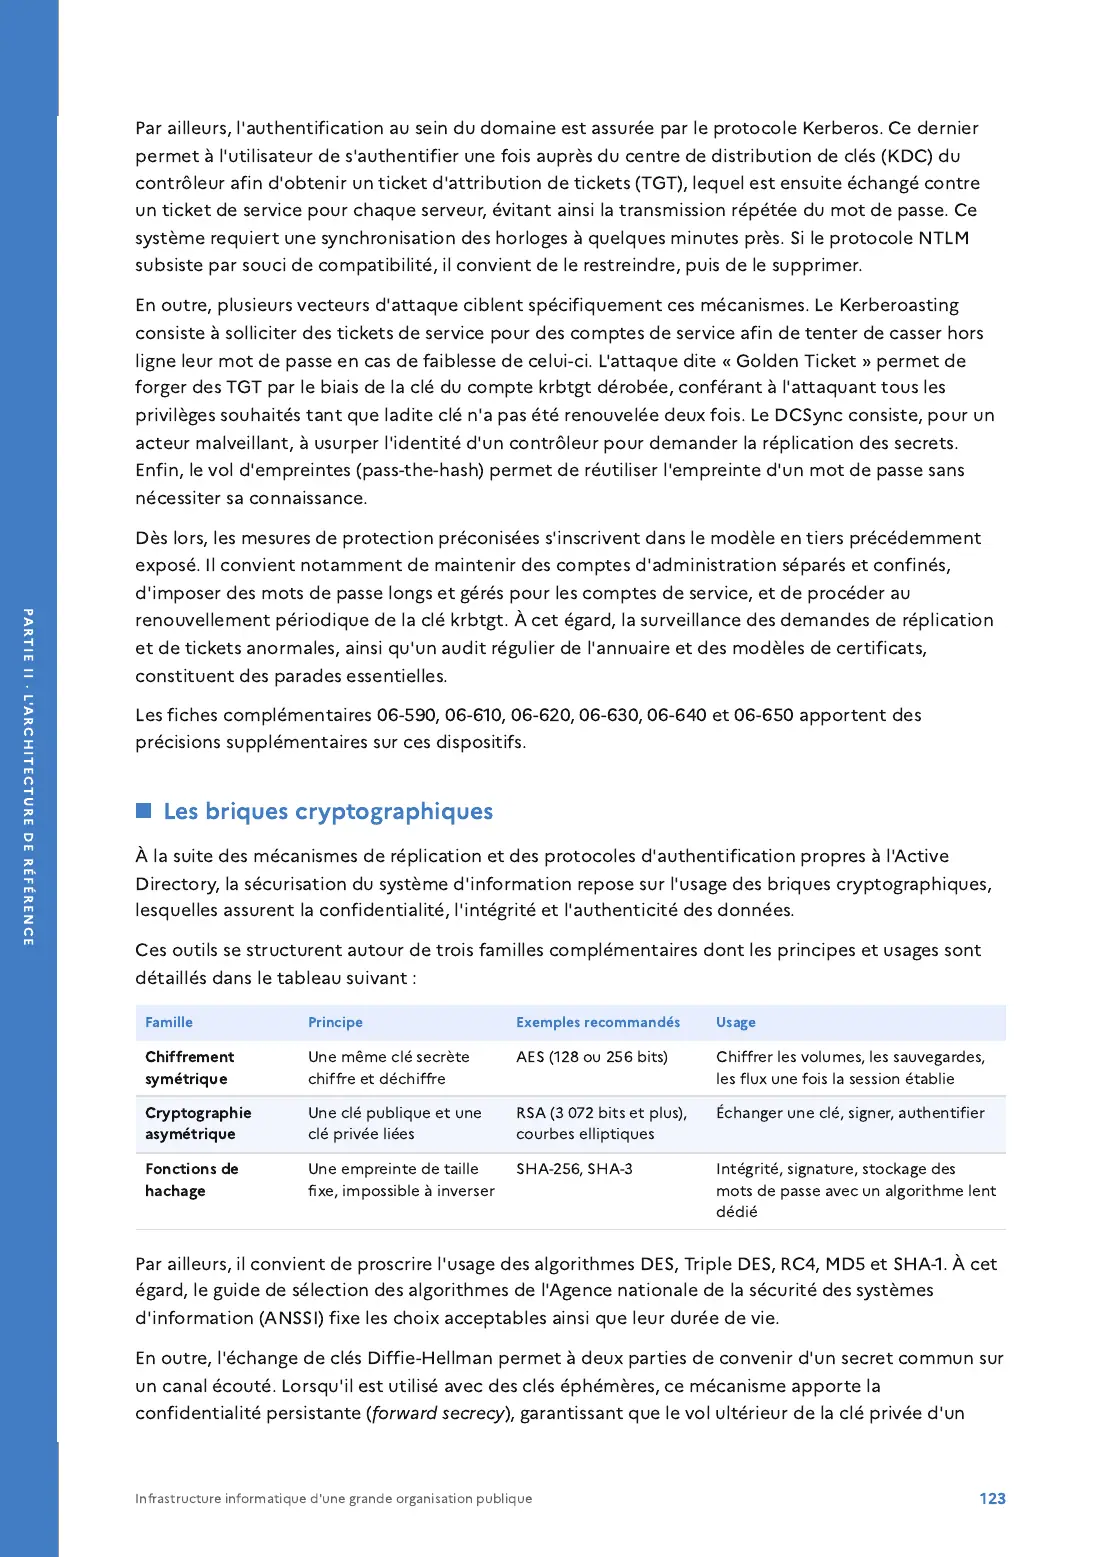 Par ailleurs, l'authentification au sein du domaine est assurée par le protocole Kerberos. Ce dernier
permet à l'utilisateur de s'authentifier une fois auprès du centre de distribution de clés (KDC) du
contrôleur afin d'obtenir un ticket d'attribution de tickets (TGT), lequel est ensuite échangé contre
un ticket de service pour chaque serveur, évitant ainsi la transmission répétée du mot de passe. Ce
système requiert une synchronisation des horloges à quelques minutes près. Si le protocole NTLM
subsiste par souci de compatibilité, il convient de le restreindre, puis de le supprimer.
En outre, plusieurs vecteurs d'attaque ciblent spécifiquement ces mécanismes. Le Kerberoasting
consiste à solliciter des tickets de service pour des comptes de service afin de tenter de casser hors
ligne leur mot de passe en cas de faiblesse de celui-ci. L'attaque dite « Golden Ticket » permet de
forger des TGT par le biais de la clé du compte krbtgt dérobée, conférant à l'attaquant tous les
privilèges souhaités tant que ladite clé n'a pas été renouvelée deux fois. Le DCSync consiste, pour un
acteur malveillant, à usurper l'identité d'un contrôleur pour demander la réplication des secrets.
Enfin, le vol d'empreintes (pass-the-hash) permet de réutiliser l'empreinte d'un mot de passe sans
nécessiter sa connaissance.
Dès lors, les mesures de protection préconisées s'inscrivent dans le modèle en tiers précédemment
exposé. Il convient notamment de maintenir des comptes d'administration séparés et confinés,
d'imposer des mots de passe longs et gérés pour les comptes de service, et de procéder au
renouvellement périodique de la clé krbtgt. À cet égard, la surveillance des demandes de réplication
et de tickets anormales, ainsi qu'un audit régulier de l'annuaire et des modèles de certificats,
constituent des parades essentielles.
Les fiches complémentaires 06-590, 06-610, 06-620, 06-630, 06-640 et 06-650 apportent des
précisions supplémentaires sur ces dispositifs.
PARTIE II · L'ARCHITECTURE DE RÉFÉRENCE
Les briques cryptographiques
À la suite des mécanismes de réplication et des protocoles d'authentification propres à l'Active
Directory, la sécurisation du système d'information repose sur l'usage des briques cryptographiques,
lesquelles assurent la confidentialité, l'intégrité et l'authenticité des données.
Ces outils se structurent autour de trois familles complémentaires dont les principes et usages sont
détaillés dans le tableau suivant :
Famille Principe Exemples recommandés Usage
Chiffrement Une même clé secrète AES (128 ou 256 bits) Chiffrer les volumes, les sauvegardes,
symétrique chiffre et déchiffre les flux une fois la session établie
Cryptographie Une clé publique et une RSA (3 072 bits et plus), Échanger une clé, signer, authentifier
asymétrique clé privée liées courbes elliptiques
Fonctions de Une empreinte de taille SHA-256, SHA-3 Intégrité, signature, stockage des
hachage fixe, impossible à inverser mots de passe avec un algorithme lent
dédié
Par ailleurs, il convient de proscrire l'usage des algorithmes DES, Triple DES, RC4, MD5 et SHA-1. À cet
égard, le guide de sélection des algorithmes de l'Agence nationale de la sécurité des systèmes
d'information (ANSSI) fixe les choix acceptables ainsi que leur durée de vie.
En outre, l'échange de clés Diffie-Hellman permet à deux parties de convenir d'un secret commun sur
un canal écouté. Lorsqu'il est utilisé avec des clés éphémères, ce mécanisme apporte la
confidentialité persistante (forward secrecy), garantissant que le vol ultérieur de la clé privée d'un
Infrastructure informatique d'une grande organisation publique 123